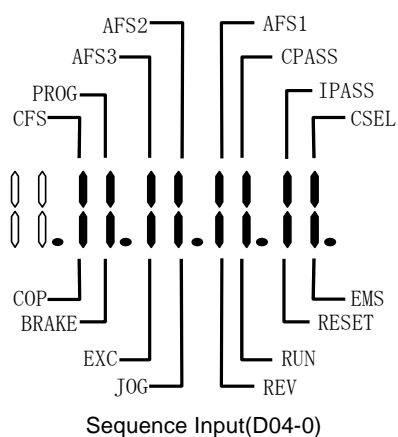 AFS2 AFS1
AFS3 CPASS
PROG IPASS
CFS CSEL
COP EMS
BRAKE RESET
EXC RUN
JOG REV
Sequence Input(D04-0)